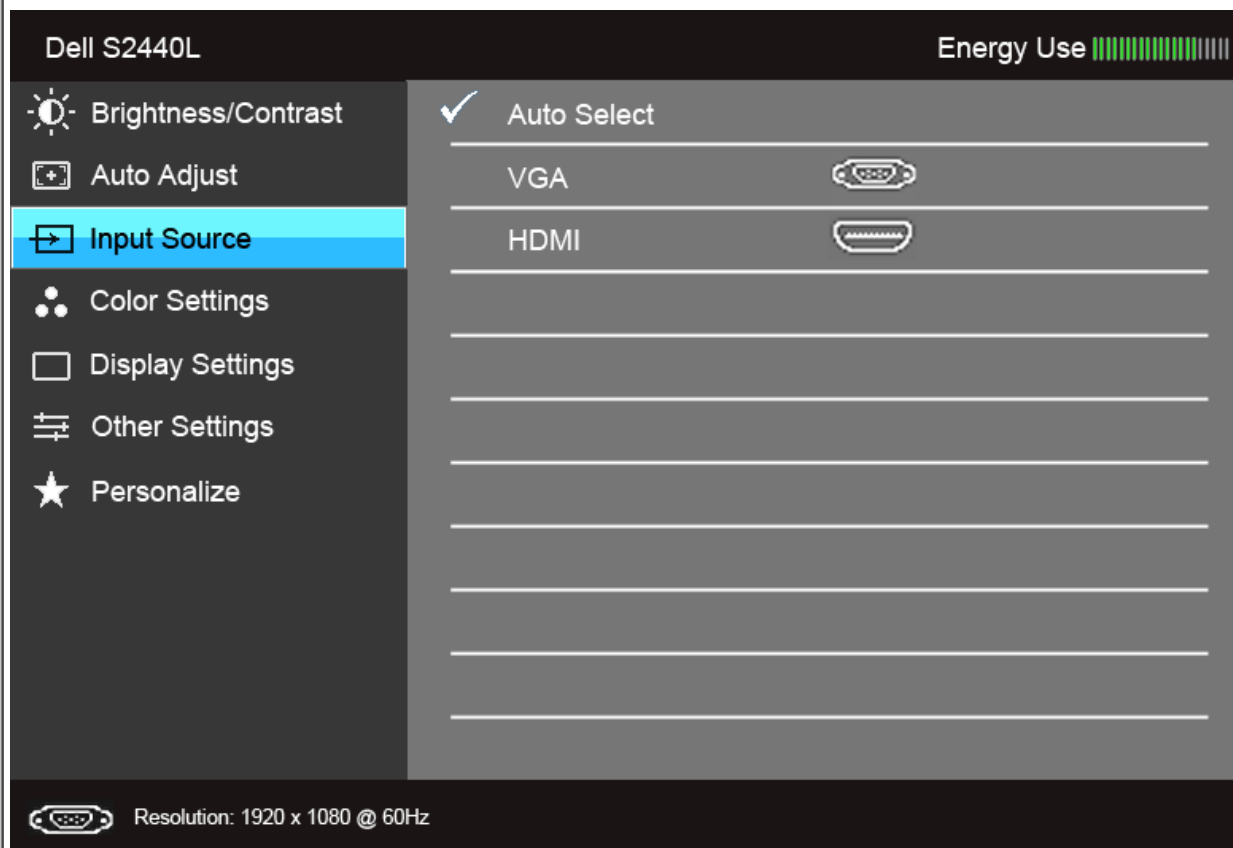 Dell S2440L
Energy Use
Brightness/Contrast
Auto Adjust
Input Source
Color Settings
Display Settings
Other Settings
Personalize
Auto Select
VGA
HDMI
Resolution: 1920 x 1080 @ 60Hz